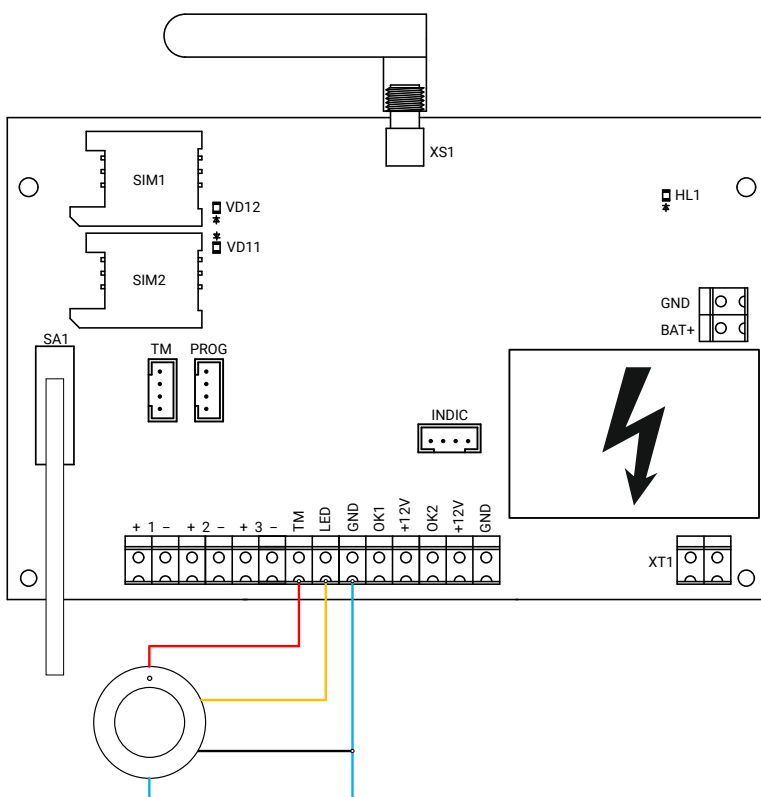 XS1
SIM1
VD12
HL1
VD11
SIM2
GND
BAT+
SA1
TM PROG
INDIC
+ 1 − + 2 − + 3 − TM LED GND OK1 +12V OK2 +12V GND
XT1